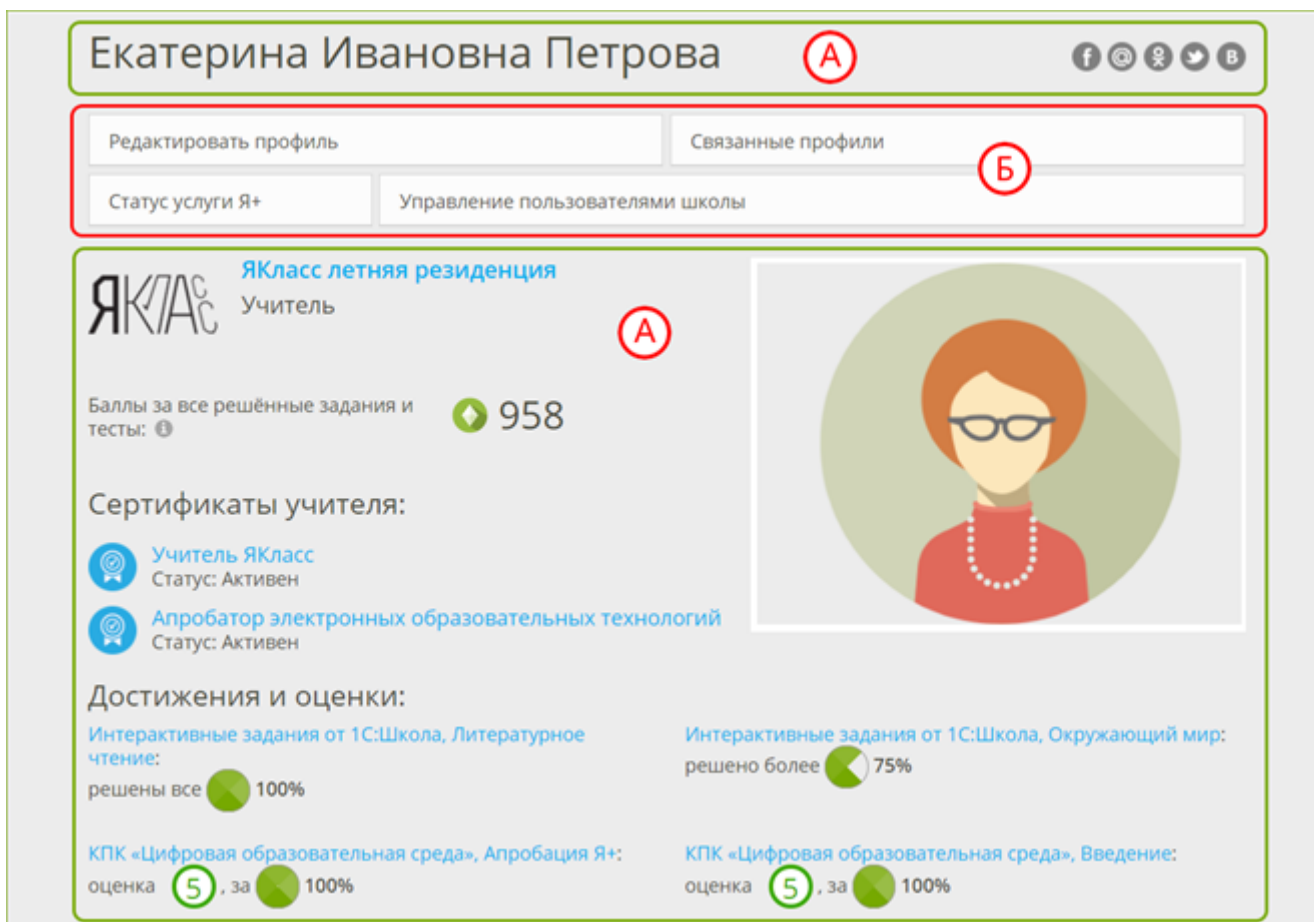 Екатерина Ивановна Петрова А
Редактировать профиль Связанные профили
Б
Статус услуги Я+ Управление пользователями школы
ЯКЛАСС
ЯКласс летняя резиденция
Учитель
А
Баллы за все решённые задания и
тесты: 958
Сертификаты учителя:
Учитель ЯКласс
Статус: Активен
Апробатор электронных образовательных технологий
Статус: Активен
Достижения и оценки:
Интерактивные задания от 1С:Школа, Литературное
чтение:
решены все 100%
Интерактивные задания от 1С:Школа, Окружающий мир:
решено более 75%
КПК «Цифровая образовательная среда», Апробация Я+:
оценка 5 , за 100%
КПК «Цифровая образовательная среда», Введение:
оценка 5 , за 100%